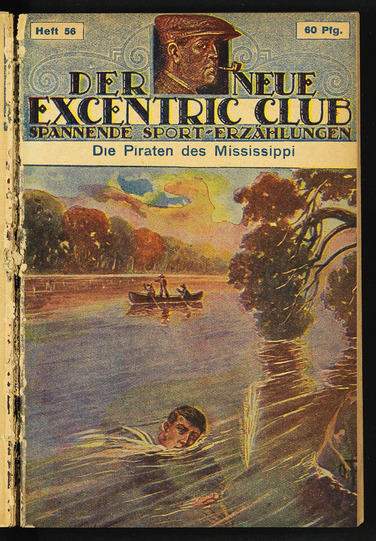 Heft 56
60 Pfg.
DER NEUE
EXCENTRIC CLUB
SPANNENDE SPORT-ERZÄHLUNGEN
Die Piraten des Mississippi